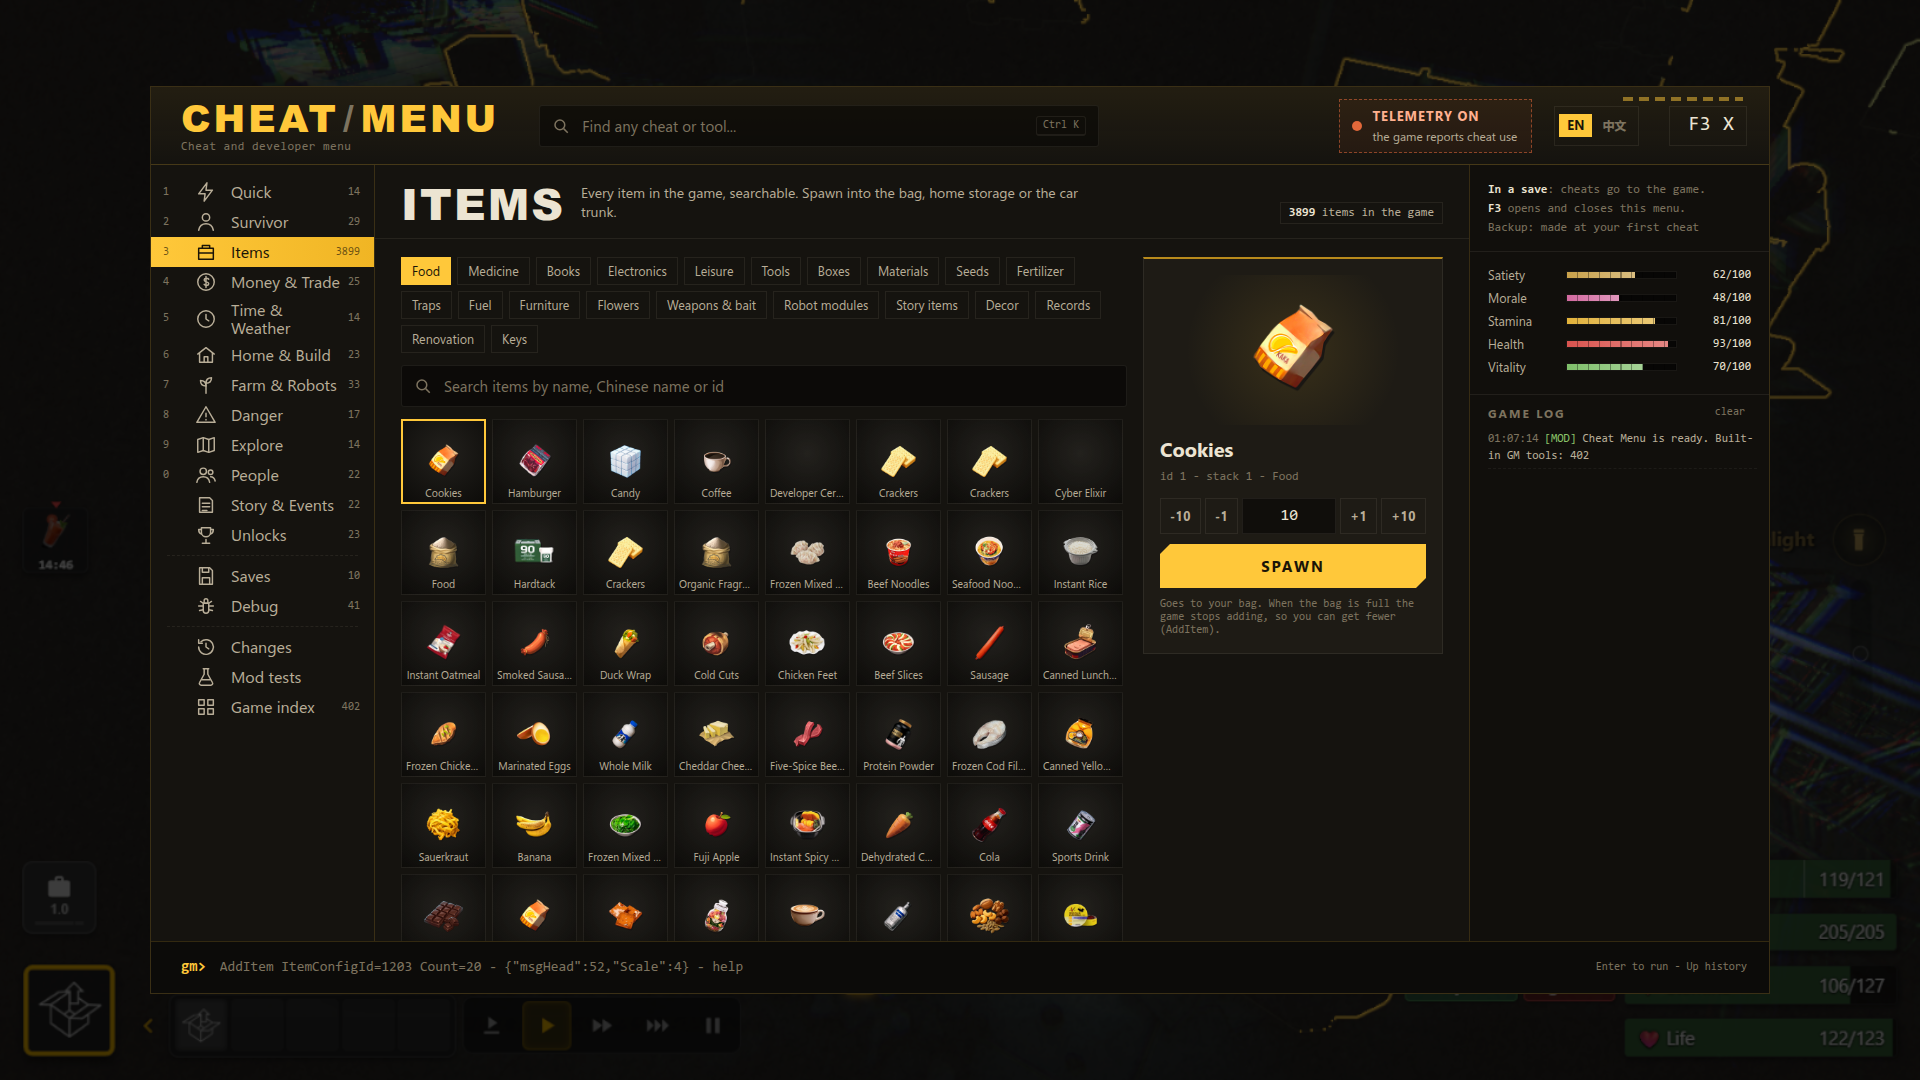 CHEAT/MENU
Cheat and developer menu
Find any cheat or tool...
Ctrl K
TELEMETRY ON
the game reports cheat use
EN 中文
F3 X
1 Quick 14
2 Survivor 29
3 Items 3899
4 Money & Trade 25
5 Time & Weather 14
6 Home & Build 23
7 Farm & Robots 33
8 Danger 17
9 Explore 14
0 People 22
Story & Events 22
Unlocks 23
Saves 10
Debug 41
Changes
Mod tests
Game index 402
ITEMS
Every item in the game, searchable. Spawn into the bag, home storage or the car
trunk.
3899 items in the game
Food Medicine Books Electronics Leisure Tools Boxes Materials Seeds Fertilizer
Traps Fuel Furniture Flowers Weapons & bait Robot modules Story items Decor Records
Renovation Keys
Search items by name, Chinese name or id
Cookies Hamburger Candy Coffee Developer Cer... Crackers Crackers Cyber Elixir
90
Food Hardtack Crackers Organic Fragr... Frozen Mixed ... Beef Noodles Seafood Noo... Instant Rice
Instant Oatmeal Smoked Sausa... Duck Wrap Cold Cuts Chicken Feet Beef Slices Sausage Canned Lunch...
Frozen Chicke... Marinated Eggs Whole Milk Cheddar Chee... Five-Spice Bee... Protein Powder Frozen Cod Fil... Canned Yello...
Sauerkraut Banana Frozen Mixed ... Fuji Apple Instant Spicy ... Dehydrated C... Cola Sports Drink
Cookies
id 1 - stack 1 - Food
-10 -1 10 +1 +10
SPAWN
Goes to your bag. When the bag is full the
game stops adding, so you can get fewer
(AddItem).
In a save: cheats go to the game.
F3 opens and closes this menu.
Backup: made at your first cheat
Satiety 62/100
Morale 48/100
Stamina 81/100
Health 93/100
Vitality 70/100
GAME LOG clear
01:07:14 [MOD] Cheat Menu is ready. Built-
in GM tools: 402
gm> AddItem ItemConfigId=1203 Count=20 - {"msgHead":52,"Scale":4} - help
Enter to run - Up history
14:46
1.0
light
119/121
205/205
106/127
Life 122/123